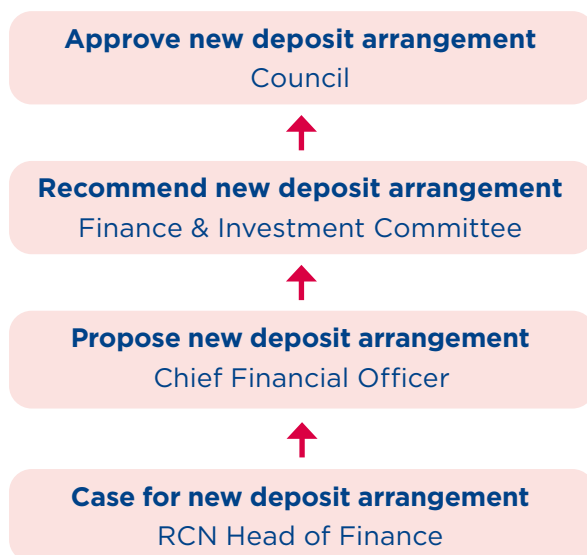 Approve new deposit arrangement
Council
Recommend new deposit arrangement
Finance & Investment Committee
Propose new deposit arrangement
Chief Financial Officer
Case for new deposit arrangement
RCN Head of Finance